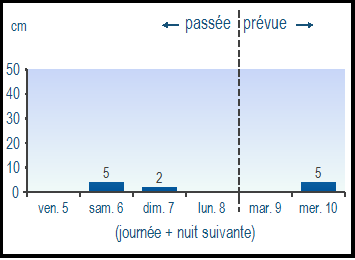 ← passée prévue →
cm
50
40
30
20
10
0
5
2
5
ven. 5 sam. 6 dim. 7 lun. 8 mar. 9 mer. 10
(journée + nuit suivante)